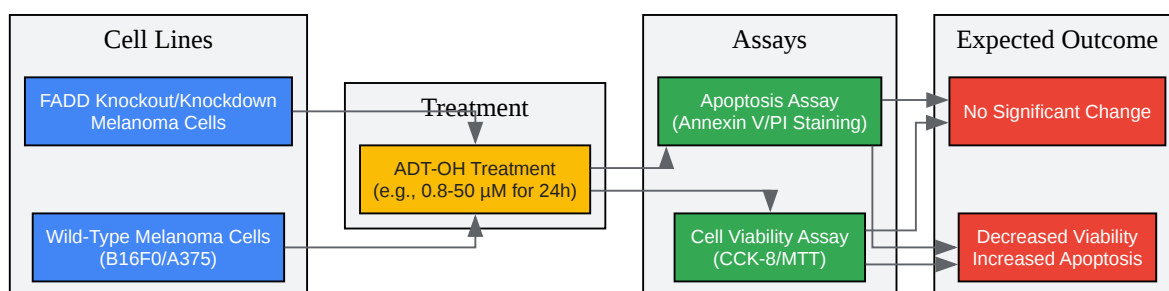 Cell Lines
FADD Knockout/Knockdown
Melanoma Cells
Wild-Type Melanoma Cells
(B16F0/A375)
Treatment
ADT-OH Treatment
(e.g., 0.8-50 µM for 24h)
Assays
Apoptosis Assay
(Annexin V/PI Staining)
Cell Viability Assay
(CCK-8/MTT)
Expected Outcome
No Significant Change
Decreased Viability
Increased Apoptosis